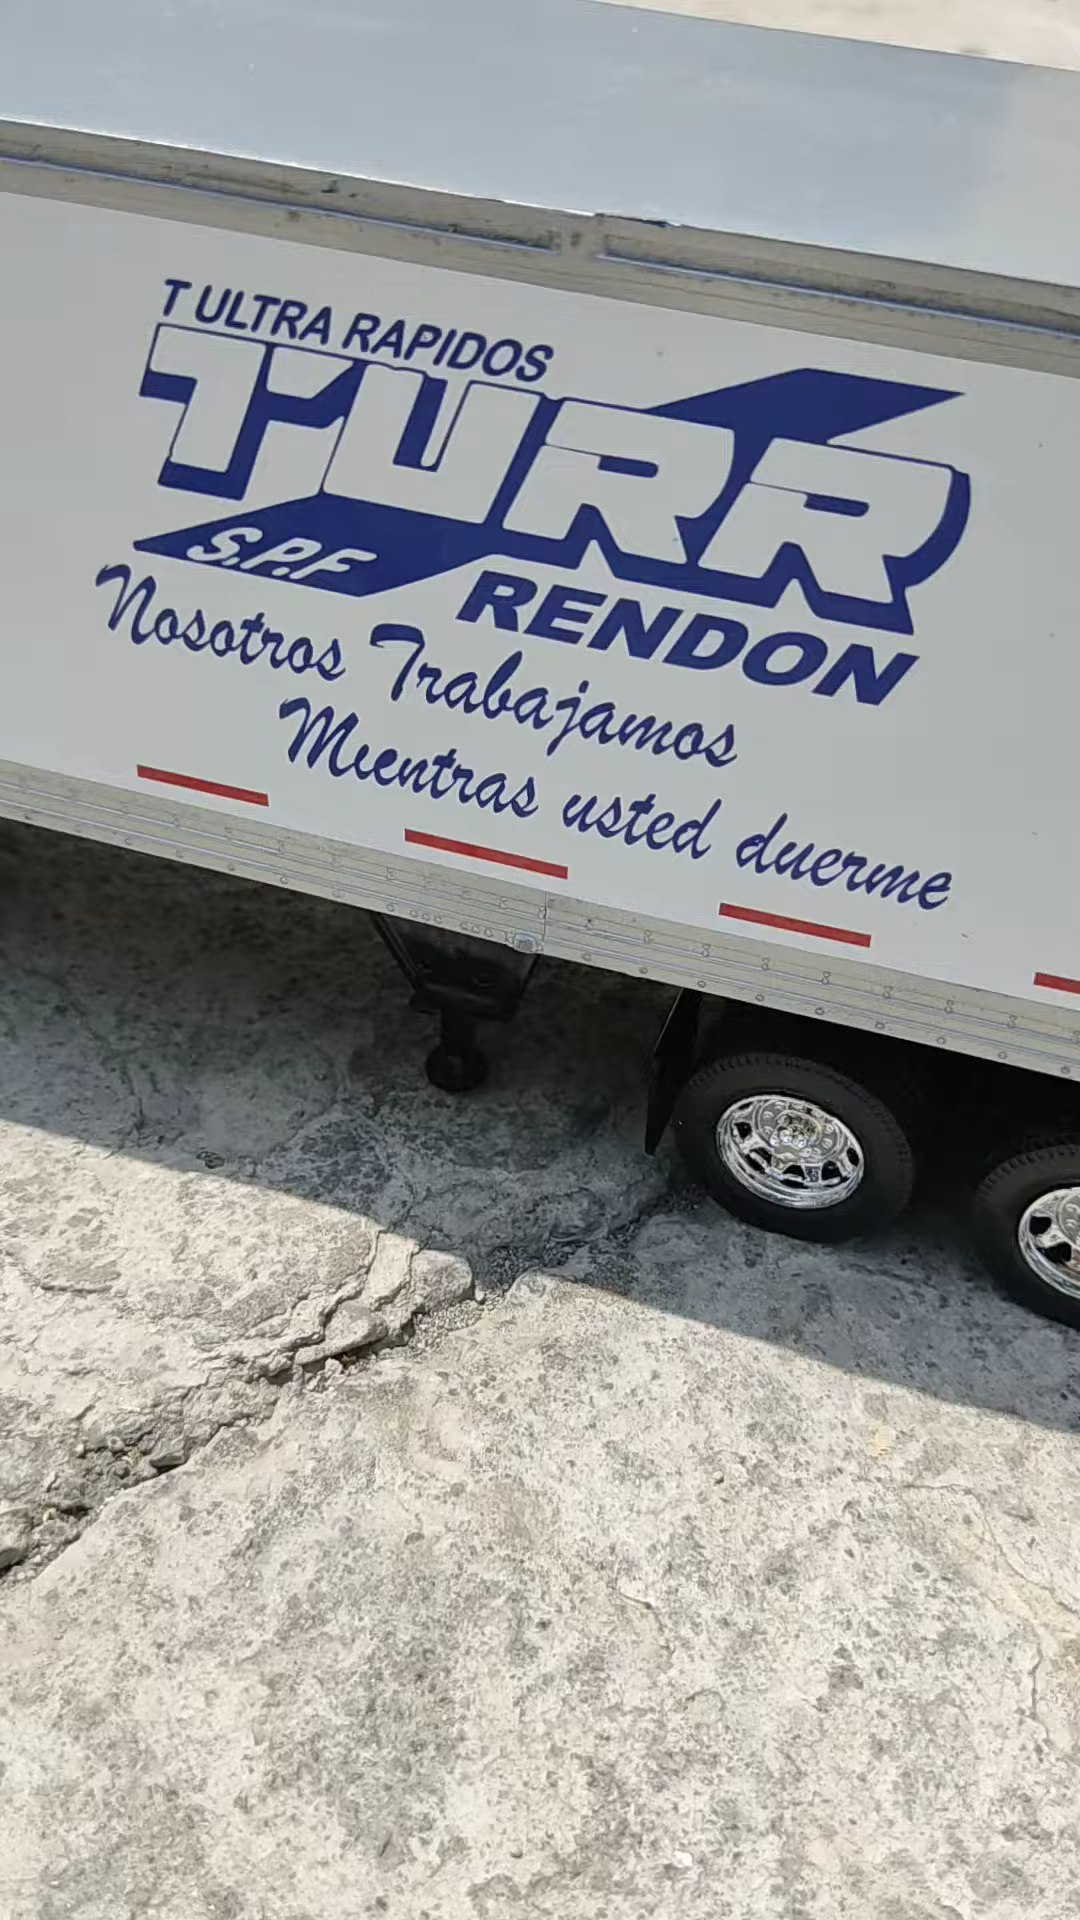 T ULTRA RAPIDOS
TURR
S.P.F
RENDON
Nosotros Trabajamos
Mientras usted duerme